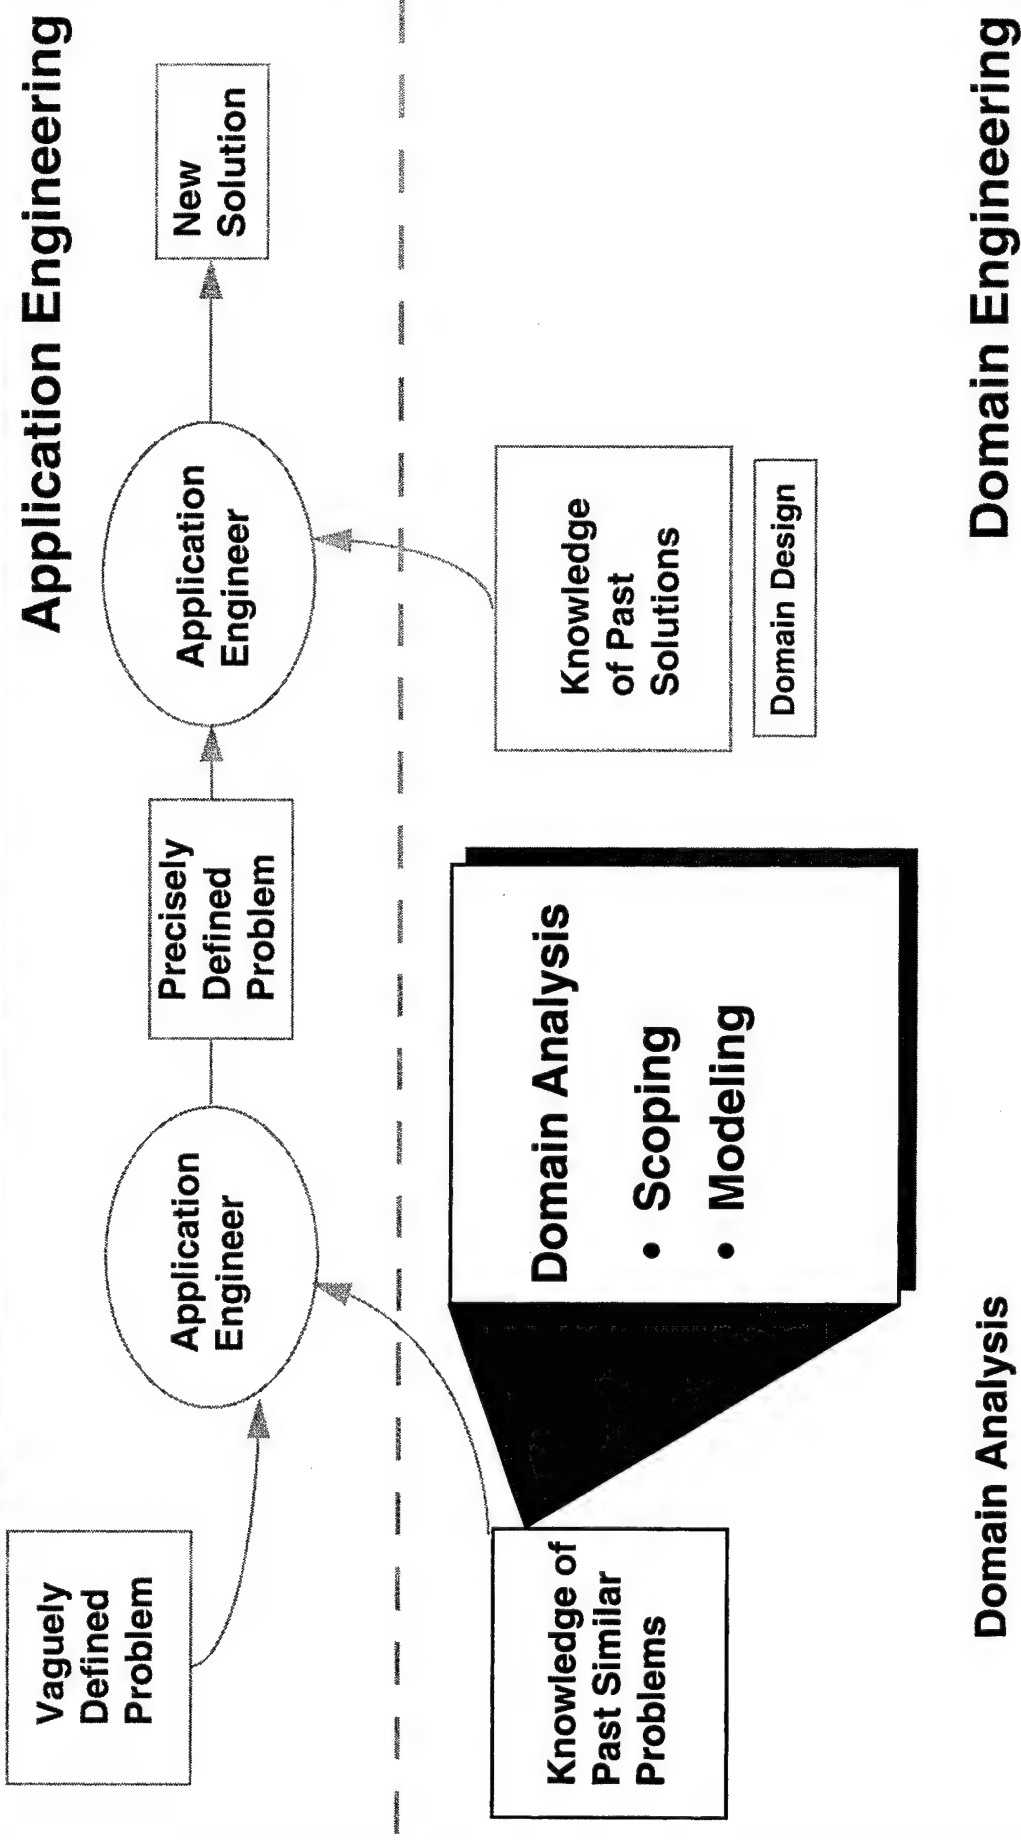 Application Engineering
Vaguely
Defined
Problem
Application
Engineer
Precisely
Defined
Problem
Application
Engineer
New
Solution
Knowledge of
Past Similar
Problems
Domain Analysis
• Scoping
• Modeling
Knowledge
of Past
Solutions
Domain Design
Domain Analysis
Domain Engineering